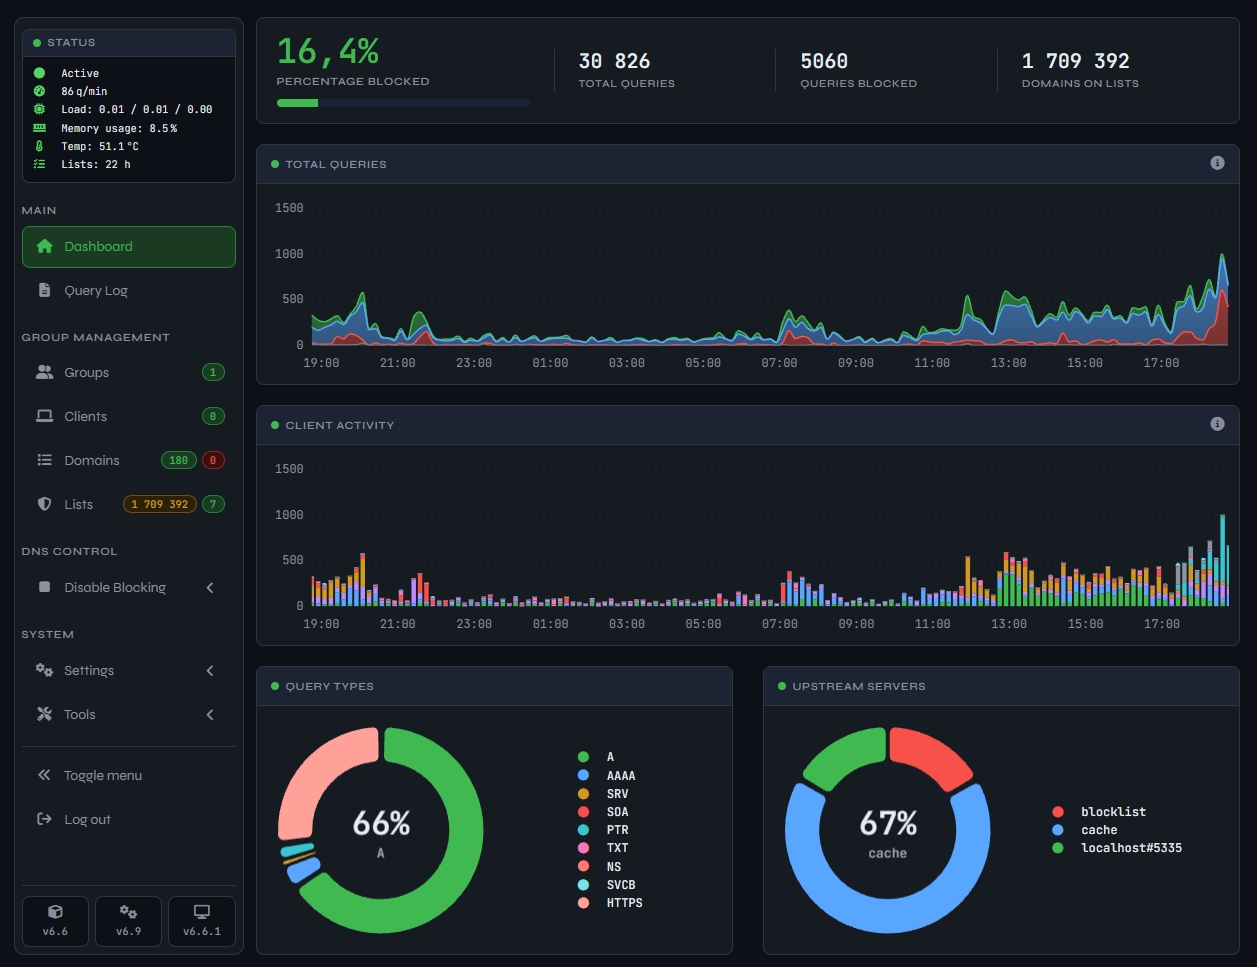 STATUS
Active
86 q/min
Load: 0.01 / 0.01 / 0.00
Memory usage: 8.5 %
Temp: 51.1 °C
Lists: 22 h
MAIN
Dashboard
Query Log
GROUP MANAGEMENT
Groups 1
Clients 0
Domains 180 0
Lists 1 709 392 7
DNS CONTROL
Disable Blocking
SYSTEM
Settings
Tools
Toggle menu
Log out
v6.6 v6.9 v6.6.1
16,4%
PERCENTAGE BLOCKED
30 826
TOTAL QUERIES
5060
QUERIES BLOCKED
1 709 392
DOMAINS ON LISTS
TOTAL QUERIES
1500
1000
500
0
19:00 21:00 23:00 01:00 03:00 05:00 07:00 09:00 11:00 13:00 15:00 17:00
CLIENT ACTIVITY
1500
1000
500
0
19:00 21:00 23:00 01:00 03:00 05:00 07:00 09:00 11:00 13:00 15:00 17:00
QUERY TYPES
66%
A
A
AAAA
SRV
SOA
PTR
TXT
NS
SVCB
HTTPS
UPSTREAM SERVERS
67%
cache
blocklist
cache
localhost#5335